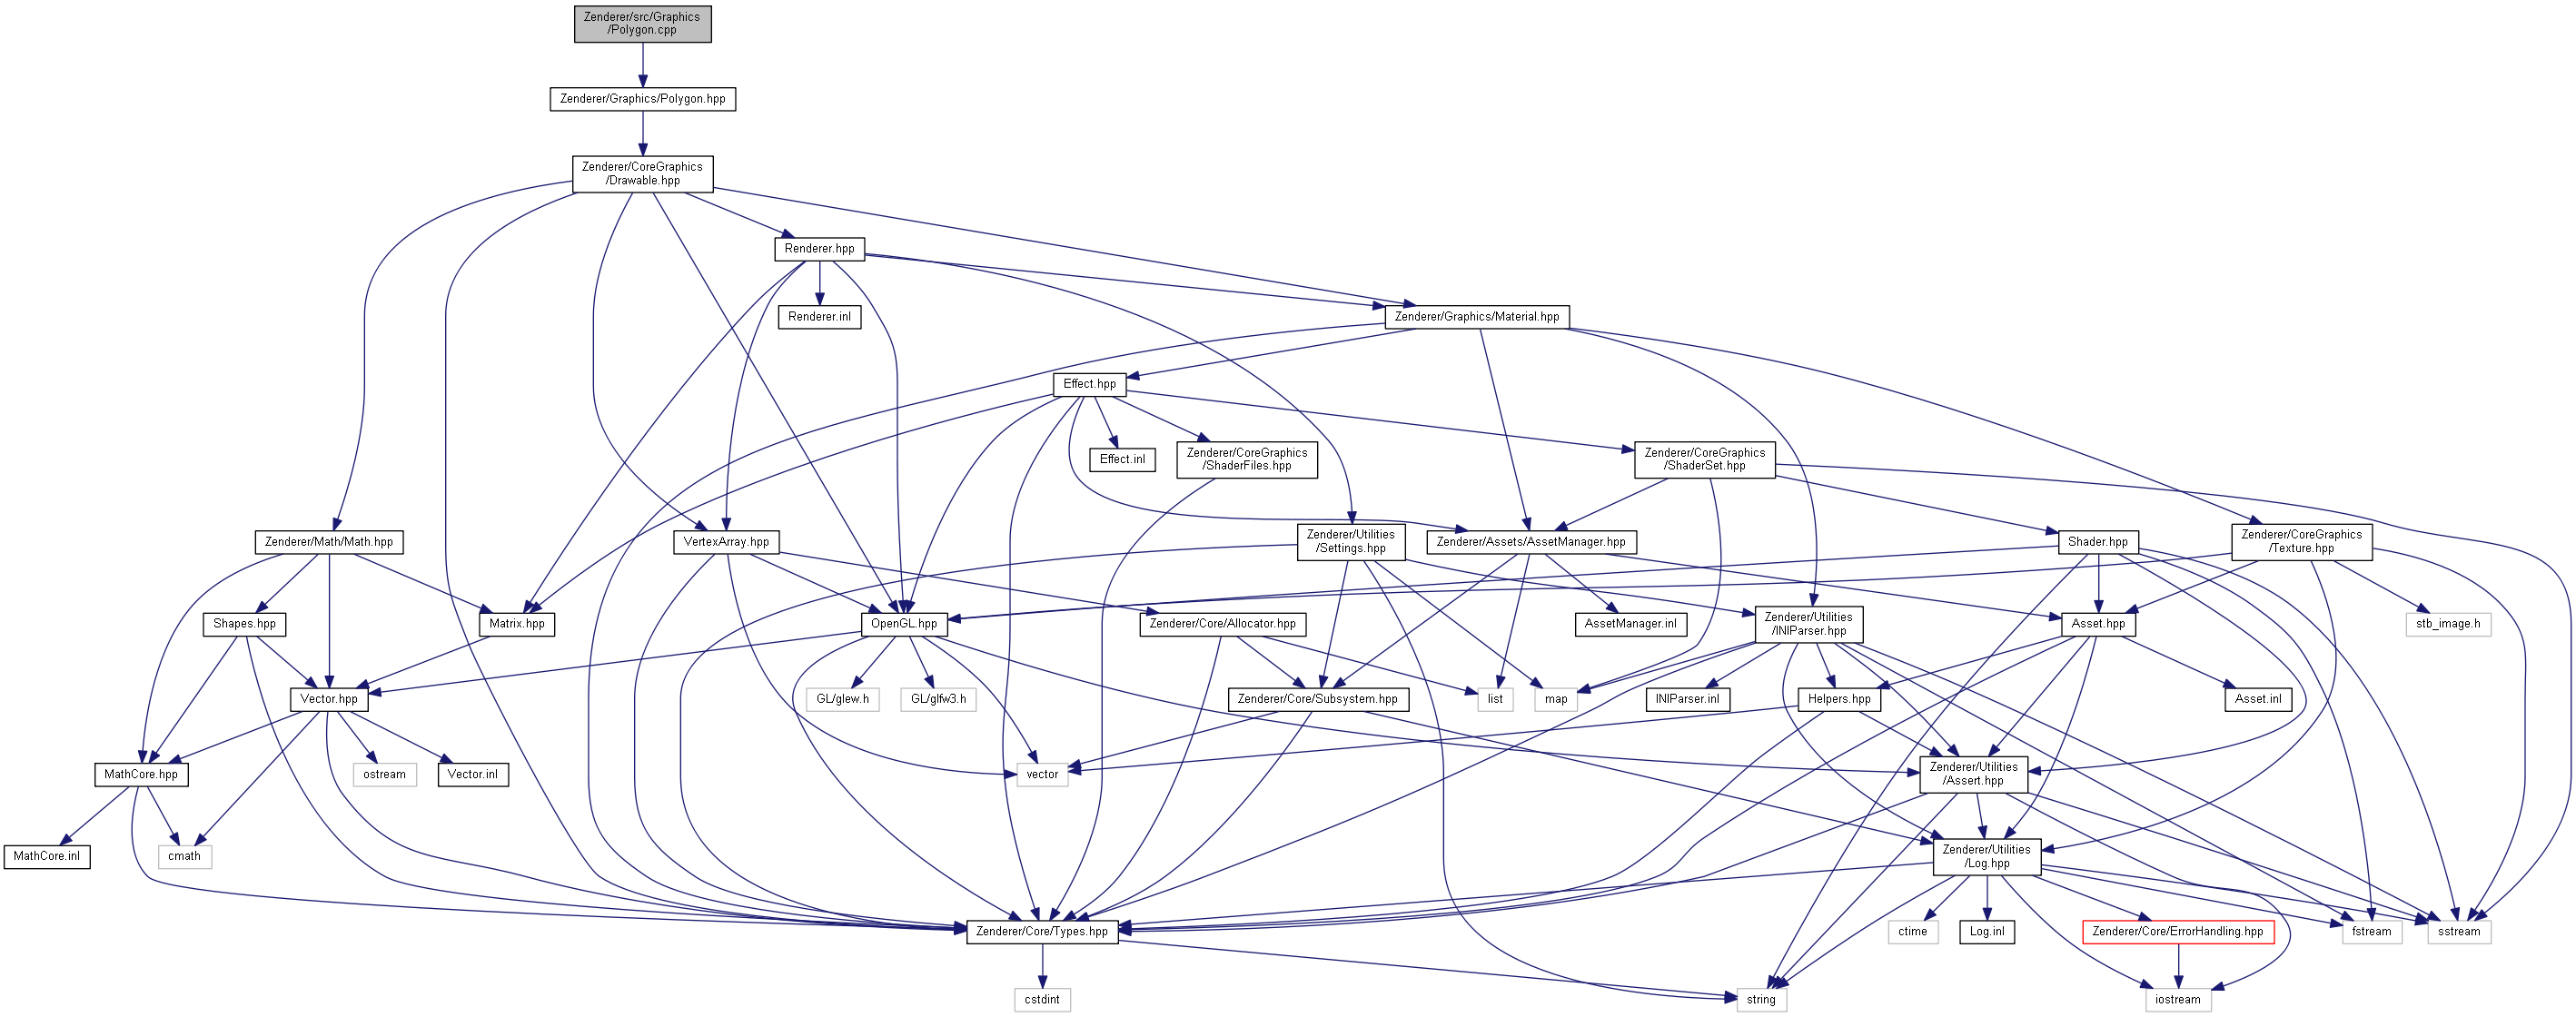 Zenderer/src/Graphics
/Polygon.cpp
Zenderer/Graphics/Polygon.hpp
Zenderer/CoreGraphics
/Drawable.hpp
Renderer.hpp
Renderer.inl
Zenderer/Graphics/Material.hpp
Effect.hpp
Effect.inl
Zenderer/CoreGraphics
/ShaderFiles.hpp
Zenderer/CoreGraphics
/ShaderSet.hpp
Zenderer/Math/Math.hpp
VertexArray.hpp
Zenderer/Utilities
/Settings.hpp
Zenderer/Assets/AssetManager.hpp
Shader.hpp
Zenderer/CoreGraphics
/Texture.hpp
Shapes.hpp
Matrix.hpp
OpenGL.hpp
Zenderer/Core/Allocator.hpp
AssetManager.inl
Zenderer/Utilities
/INIParser.hpp
Asset.hpp
stb_image.h
Vector.hpp
GL/glew.h
GL/glfw3.h
Zenderer/Core/Subsystem.hpp
list
map
INIParser.inl
Helpers.hpp
Asset.inl
MathCore.hpp
ostream
Vector.inl
vector
Zenderer/Utilities
/Assert.hpp
MathCore.inl
cmath
Zenderer/Utilities
/Log.hpp
Zenderer/Core/Types.hpp
ctime
Log.inl
Zenderer/Core/ErrorHandling.hpp
fstream
sstream
cstdint
string
iostream